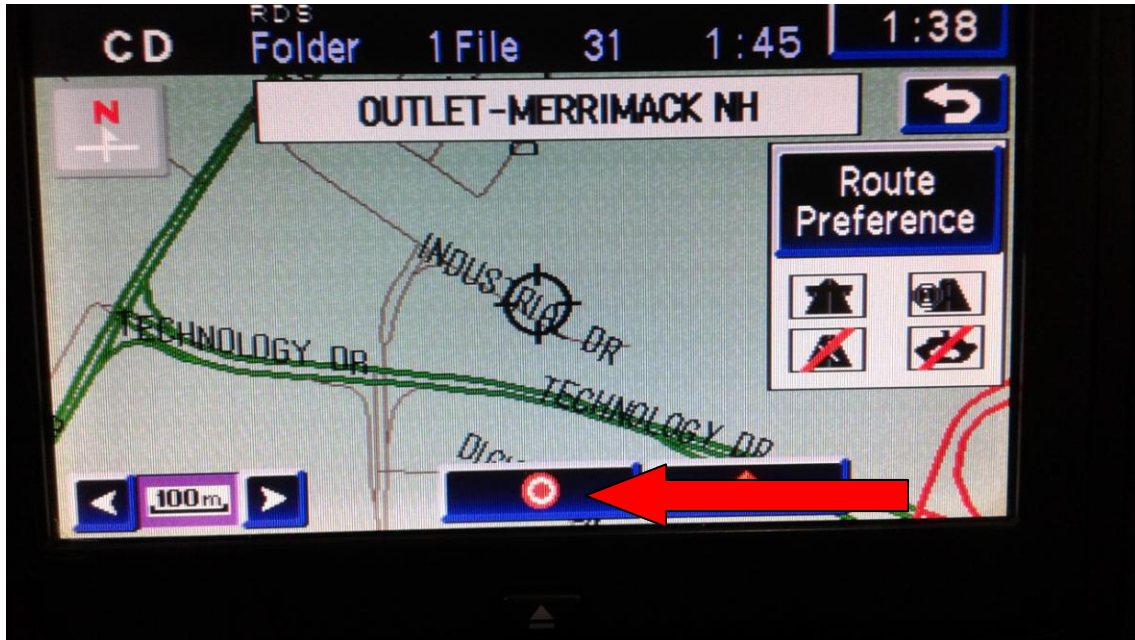 RDS
CD Folder 1 File 31 1:45 1:38
N OUTLET-MERRIMACK NH
Route
Preference
INDUSTRIAL DR
TECHNOLOGY DR
TECHNOLOGY DR
100m